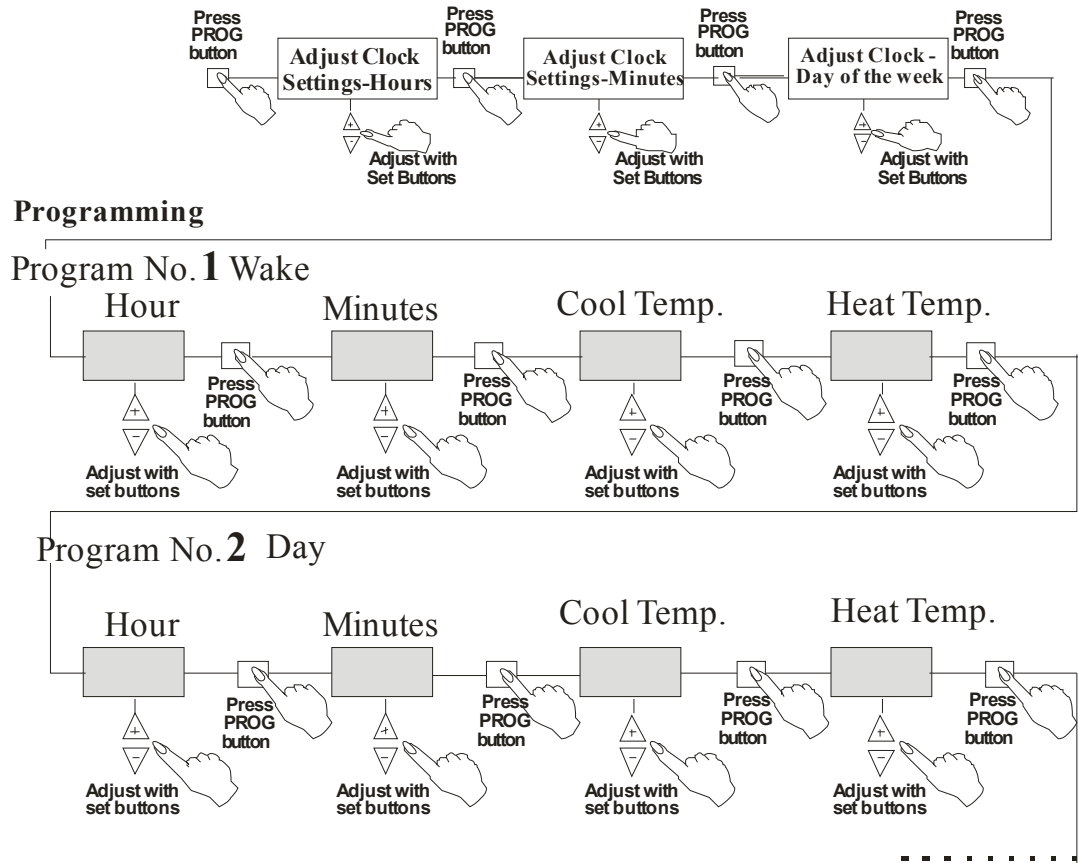 Press
PROG
button
Adjust Clock
Settings-Hours
Adjust with
Set Buttons
Press
PROG
button
Adjust Clock
Settings-Minutes
Adjust with
Set Buttons
Press
PROG
button
Adjust Clock -
Day of the week
Adjust with
Set Buttons
Press
PROG
button
Programming
Program No. 1 Wake
Hour
Minutes
Cool Temp.
Heat Temp.
Press
PROG
button
Press
PROG
button
Press
PROG
button
Press
PROG
button
+
−
+
−
+
−
+
−
Adjust with
set buttons
Adjust with
set buttons
Adjust with
set buttons
Adjust with
set buttons
Program No. 2 Day
Hour
Minutes
Cool Temp.
Heat Temp.
Press
PROG
button
Press
PROG
button
Press
PROG
button
Press
PROG
button
+
−
+
−
+
−
+
−
Adjust with
set buttons
Adjust with
set buttons
Adjust with
set buttons
Adjust with
set buttons